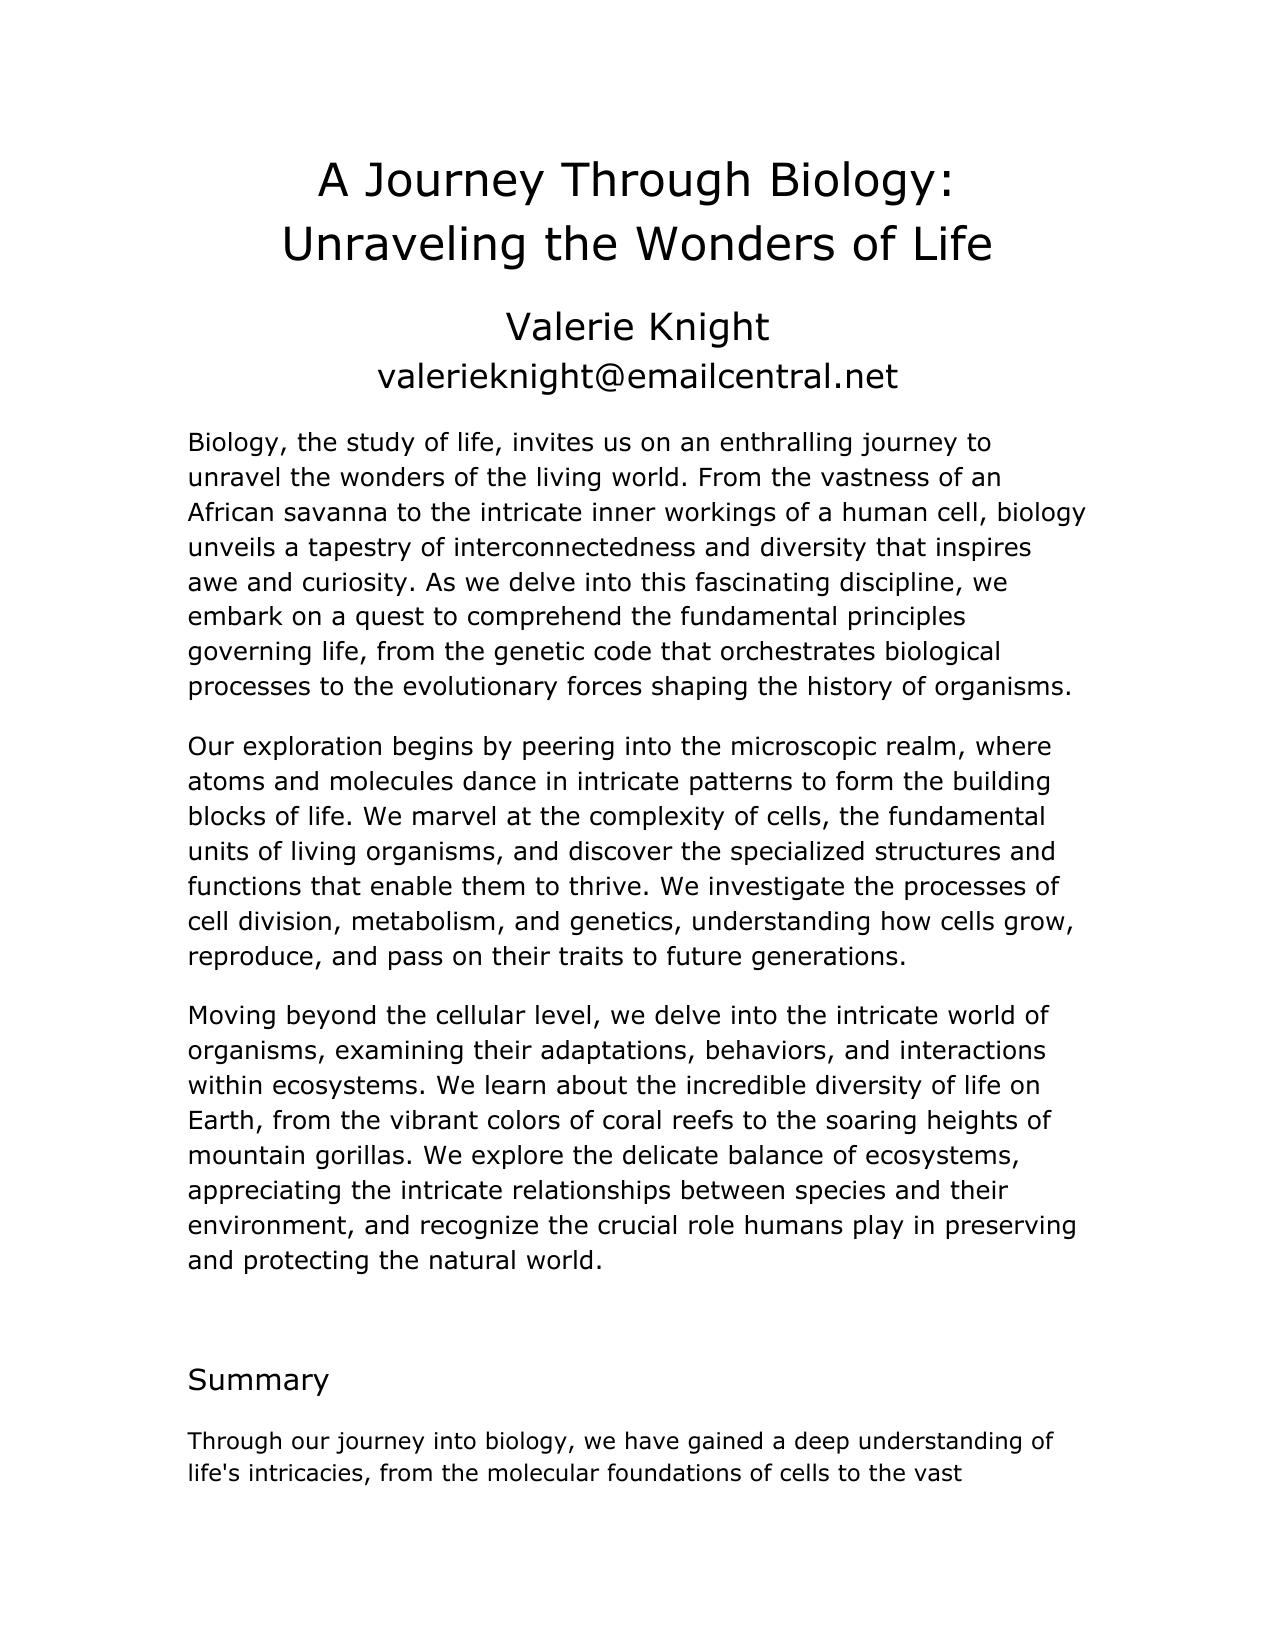 A Journey Through Biology:
Unraveling the Wonders of Life
Valerie Knight
valerieknight@emailcentral.net
Biology, the study of life, invites us on an enthralling journey to
unravel the wonders of the living world. From the vastness of an
African savanna to the intricate inner workings of a human cell, biology
unveils a tapestry of interconnectedness and diversity that inspires
awe and curiosity. As we delve into this fascinating discipline, we
embark on a quest to comprehend the fundamental principles
governing life, from the genetic code that orchestrates biological
processes to the evolutionary forces shaping the history of organisms.
Our exploration begins by peering into the microscopic realm, where
atoms and molecules dance in intricate patterns to form the building
blocks of life. We marvel at the complexity of cells, the fundamental
units of living organisms, and discover the specialized structures and
functions that enable them to thrive. We investigate the processes of
cell division, metabolism, and genetics, understanding how cells grow,
reproduce, and pass on their traits to future generations.
Moving beyond the cellular level, we delve into the intricate world of
organisms, examining their adaptations, behaviors, and interactions
within ecosystems. We learn about the incredible diversity of life on
Earth, from the vibrant colors of coral reefs to the soaring heights of
mountain gorillas. We explore the delicate balance of ecosystems,
appreciating the intricate relationships between species and their
environment, and recognize the crucial role humans play in preserving
and protecting the natural world.
Summary
Through our journey into biology, we have gained a deep understanding of
life's intricacies, from the molecular foundations of cells to the vast